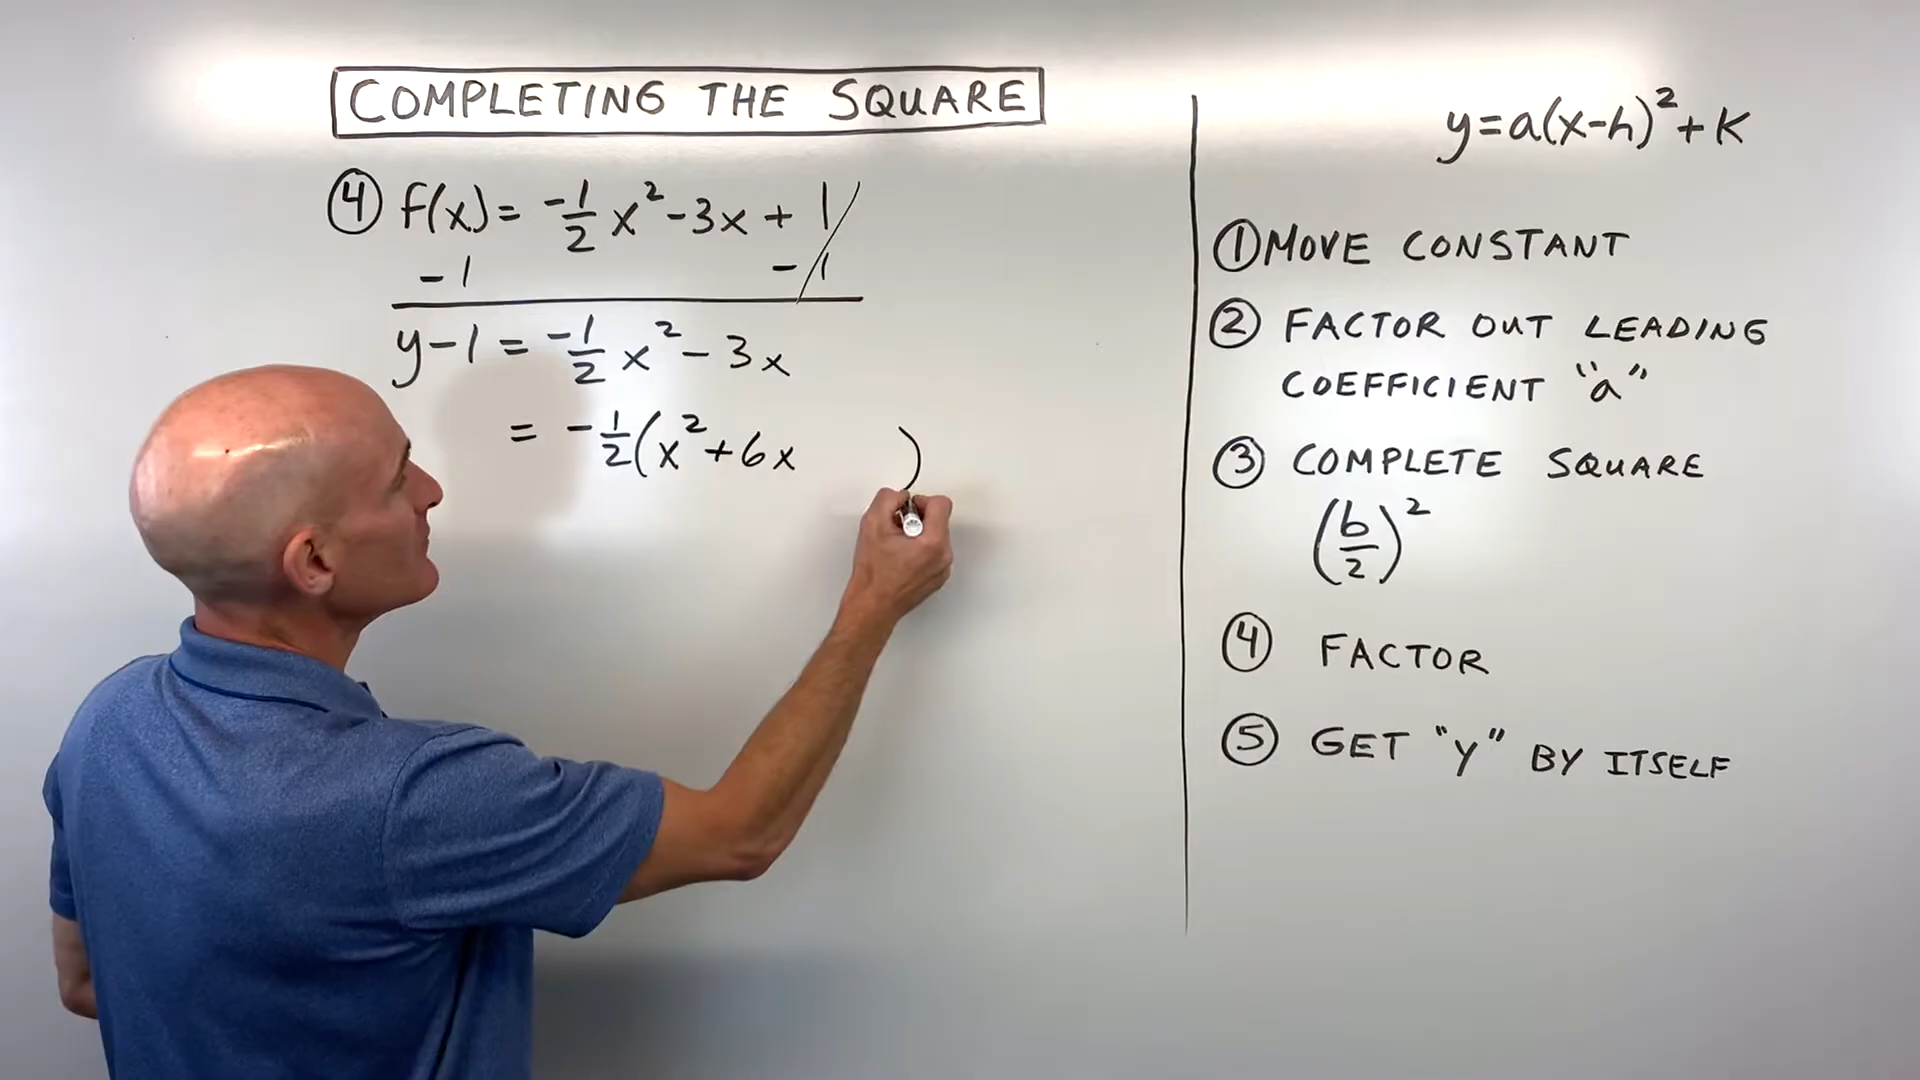 COMPLETING THE SQUARE
④ f(x) = -1/2 x² - 3x + 1
- 1 - 1
y - 1 = -1/2 x² - 3x
= -1/2 (x² + 6x )
y = a(x-h)² + k
① MOVE CONSTANT
② FACTOR OUT LEADING
COEFFICIENT "a"
③ COMPLETE SQUARE
(b/2)²
④ FACTOR
⑤ GET "y" BY ITSELF